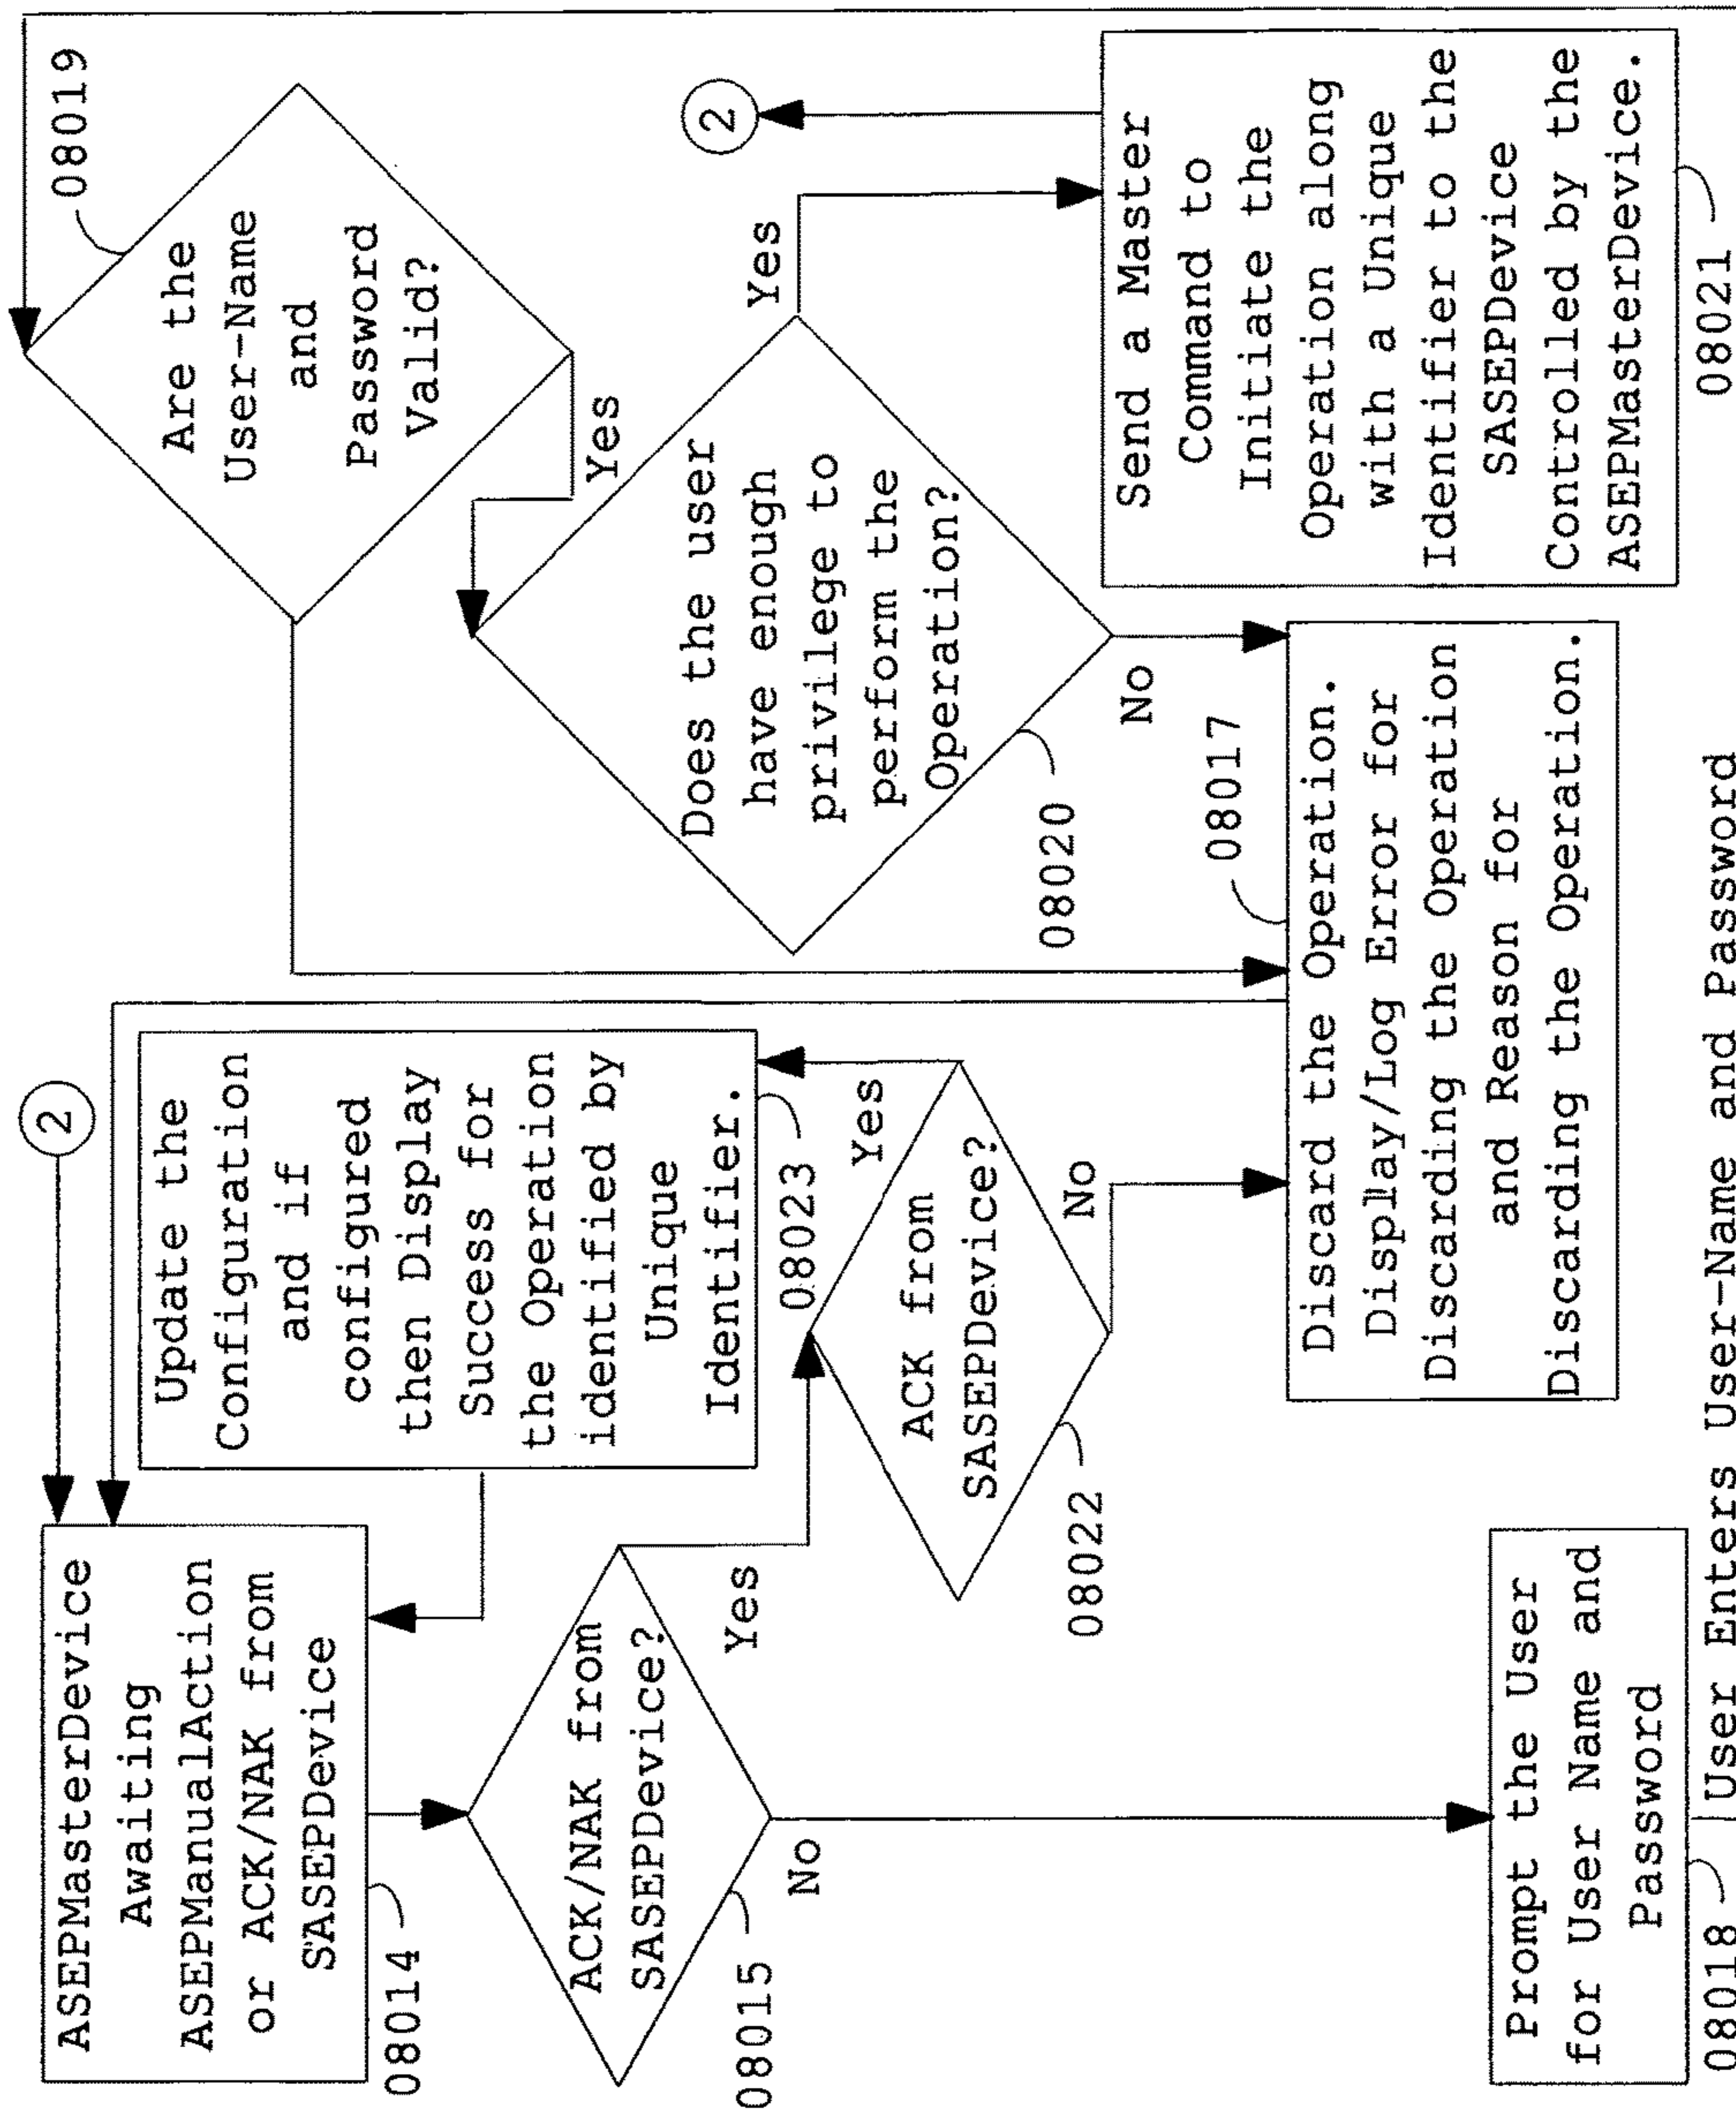 ASEPMasterDevice
Awaiting
ASEPManualAction
or ACK/NAK from
SASEPDevice
08014
2
ACK/NAK from
SASEPDevice?
08015
Yes
No
Update the
Configuration
and if
configured
then Display
Success for
the Operation
identified by
Unique
Identifier.
08023
ACK from
SASEPDevice?
08022
Yes
No
Prompt the User
for User Name and
Password
08018
User Enters User-Name and Password
Are the
User-Name
and
Password
Valid?
08019
Yes
Does the user
have enough
privilege to
perform the
Operation?
08020
Yes
No
2
Send a Master
Command to
Initiate the
Operation along
with a Unique
Identifier to the
SASEPDevice
Controlled by the
ASEPMasterDevice.
08021
08017
Discard the Operation.
Display/Log Error for
Discarding the Operation
and Reason for
Discarding the Operation.